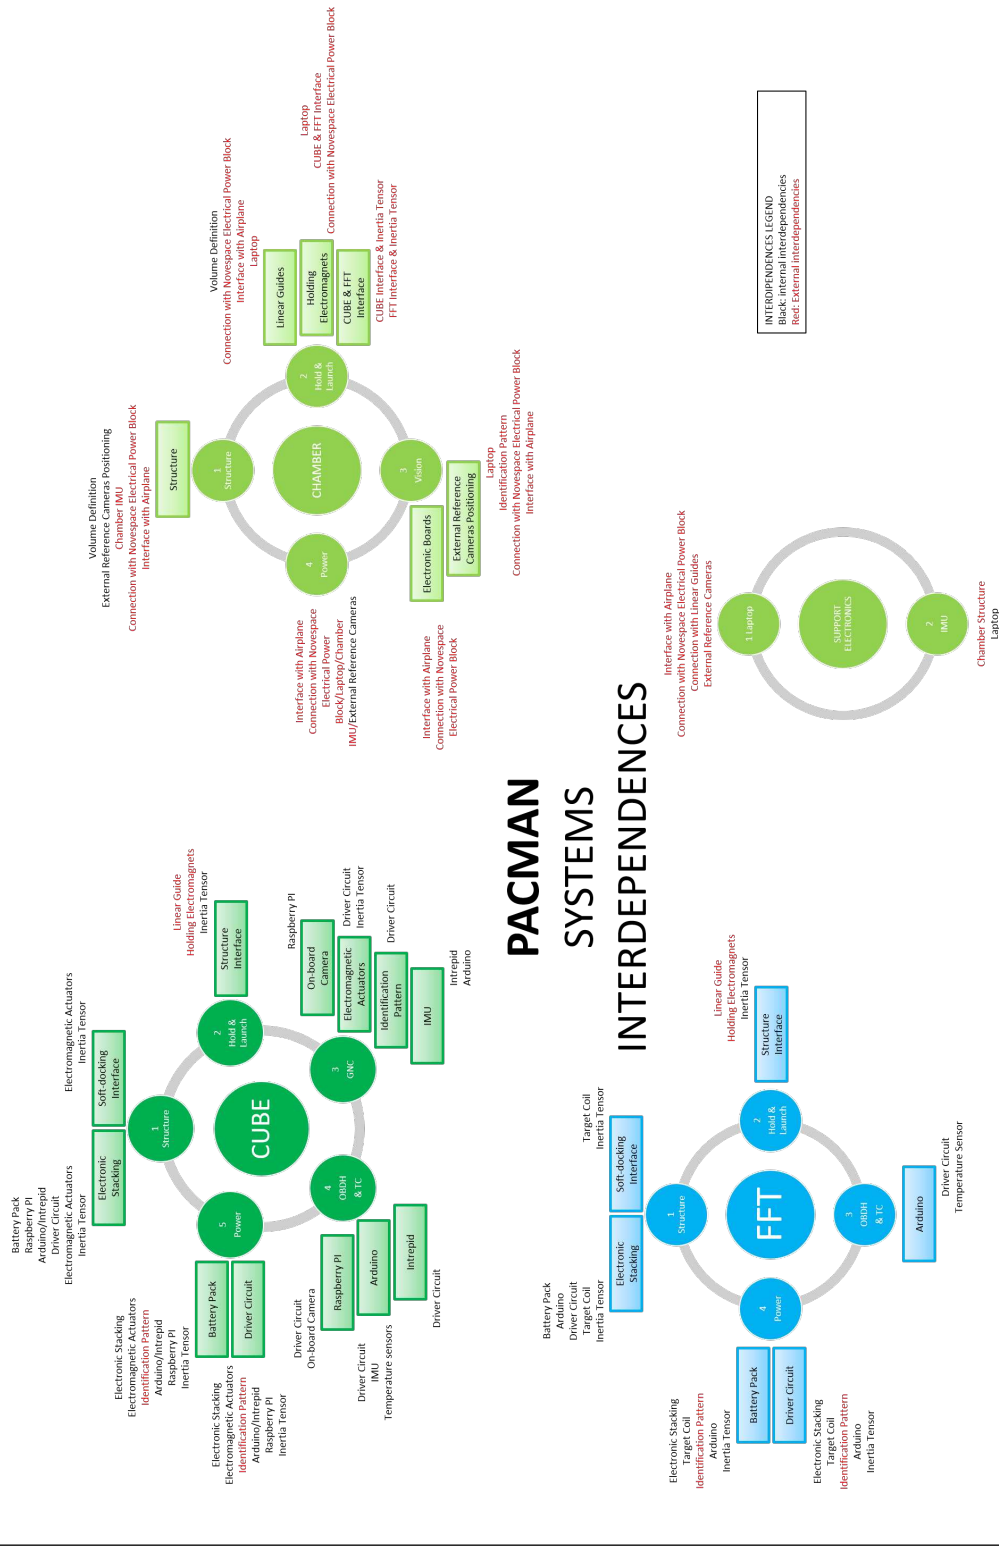 PACMAN
SYSTEMS
INTERDEPENDENCES
CUBE
1
Structure
Electronic
Stacking
Battery Pack
Raspberry PI
Arduino/Intrepid
Driver Circuit
Electromagnetic Actuators
Inertia Tensor
Soft-docking
Interface
Electromagnetic Actuators
Inertia Tensor
2
Hold &
Launch
Structure
Interface
Linear Guide
Holding Electromagnets
Inertia Tensor
3
GNC
On-board
Camera
Raspberry PI
Electromagnetic
Actuators
Driver Circuit
Inertia Tensor
Identification
Pattern
Driver Circuit
IMU
Intrepid
Arduino
4
OBDH
& TC
Raspberry PI
Driver Circuit
On-board Camera
Arduino
Driver Circuit
IMU
Temperature sensors
Intrepid
Driver Circuit
5
Power
Battery Pack
Electronic Stacking
Electromagnetic Actuators
Identification Pattern
Arduino/Intrepid
Raspberry PI
Inertia Tensor
Driver Circuit
Electronic Stacking
Electromagnetic Actuators
Identification Pattern
Arduino/Intrepid
Raspberry PI
Inertia Tensor
CHAMBER
1
Structure
Structure
Volume Definition
External Reference Cameras Positioning
Chamber IMU
Connection with Novespace Electrical Power Block
Interface with Airplane
2
Hold &
Launch
Linear Guides
Volume Definition
Connection with Novespace Electrical Power Block
Interface with Airplane
Laptop
Holding
Electromagnets
Laptop
CUBE & FFT Interface
Connection with Novespace Electrical Power Block
CUBE & FFT
Interface
CUBE Interface & Inertia Tensor
FFT Interface & Inertia Tensor
3
Vision
Electronic Boards
Interface with Airplane
Connection with Novespace
Electrical Power Block
External Reference
Cameras Positioning
Laptop
Identification Pattern
Connection with Novespace Electrical Power Block
Interface with Airplane
4
Power
Interface with Airplane
Connection with Novespace
Electrical Power
Block/Laptop/Chamber
IMU/External Reference Cameras
FFT
1
Structure
Electronic
Stacking
Battery Pack
Arduino
Driver Circuit
Target Coil
Inertia Tensor
Soft-docking
Interface
Target Coil
Inertia Tensor
2
Hold &
Launch
Structure
Interface
Linear Guide
Holding Electromagnets
Inertia Tensor
3
OBDH
& TC
Arduino
Driver Circuit
Temperature Sensor
4
Power
Battery Pack
Electronic Stacking
Target Coil
Identification Pattern
Arduino
Inertia Tensor
Driver Circuit
Electronic Stacking
Target Coil
Identification Pattern
Arduino
Inertia Tensor
SUPPORT
ELECTRONICS
1 Laptop
Interface with Airplane
Connection with Novespace Electrical Power Block
Connection with Linear Guides
External Reference Cameras
2
IMU
Chamber Structure
Laptop
INTERDIPENDENCES LEGEND
Black: internal interdependencies
Red: External interdependencies